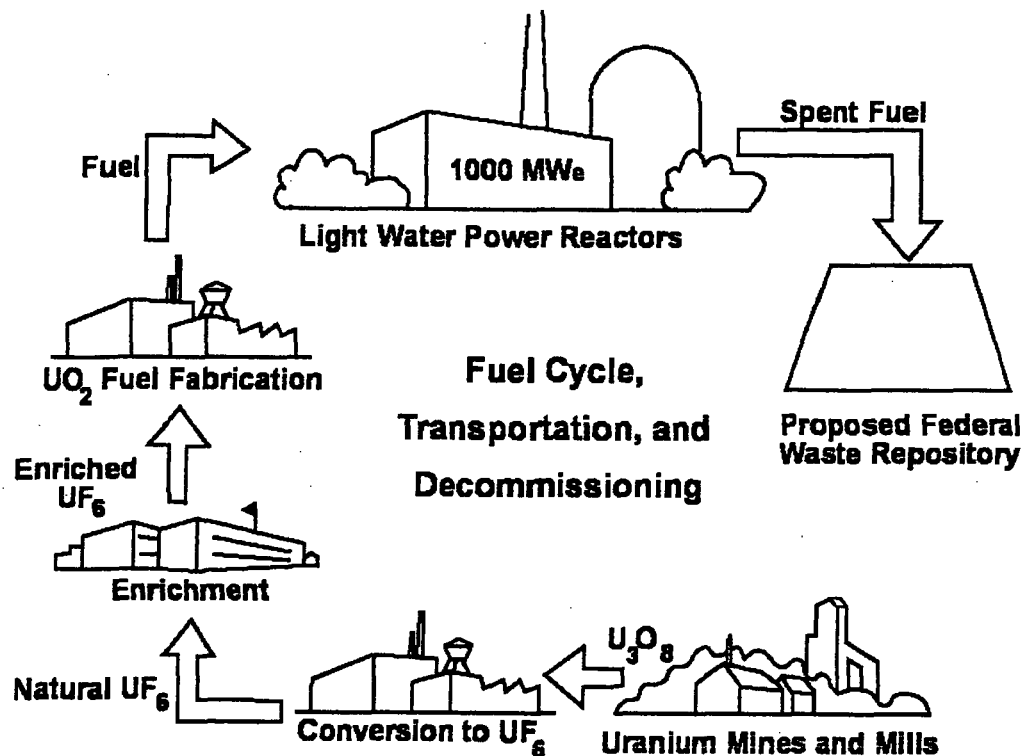 Spent Fuel
Fuel
1000 MWe
Light Water Power Reactors
UO₂ Fuel Fabrication
Fuel Cycle,
Transportation, and
Decommissioning
Proposed Federal
Waste Repository
Enriched
UF₆
Enrichment
U₃O₈
Natural UF₆
Conversion to UF₆
Uranium Mines and Mills